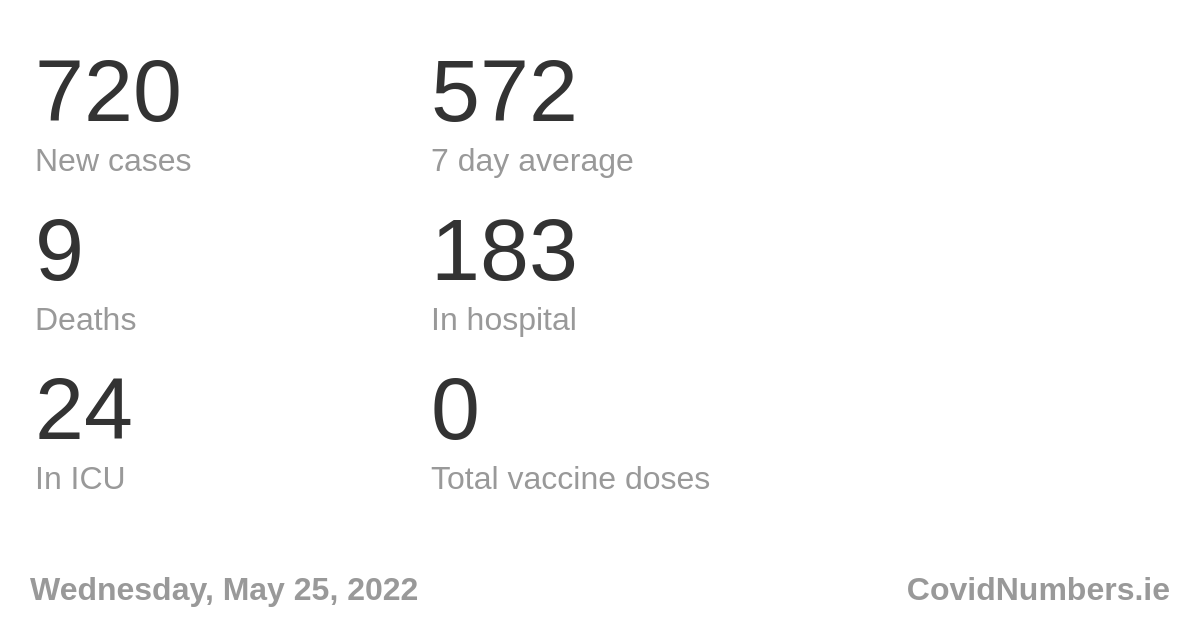 720
572
New cases
7 day average
9
183
Deaths
In hospital
24
0
In ICU
Total vaccine doses
Wednesday, May 25, 2022
CovidNumbers.ie